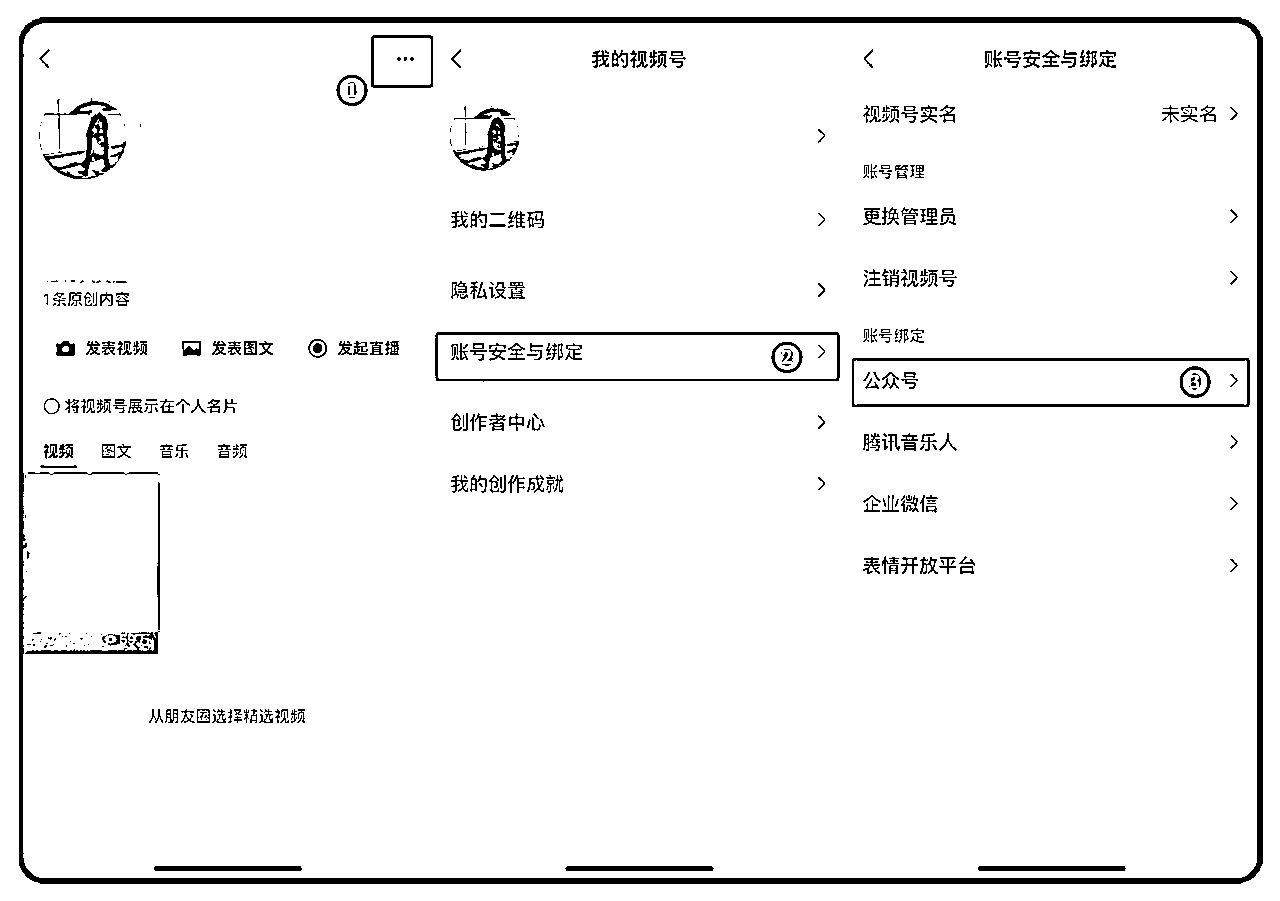 ①
1条原创内容
发表视频 发表图文 发起直播
将视频号展示在个人名片
视频 图文 音乐 音频
从朋友圈选择精选视频
我的视频号
我的二维码
隐私设置
账号安全与绑定 ②
创作者中心
我的创作成就
账号安全与绑定
视频号实名 未实名
账号管理
更换管理员
注销视频号
账号绑定
公众号 ③
腾讯音乐人
企业微信
表情开放平台